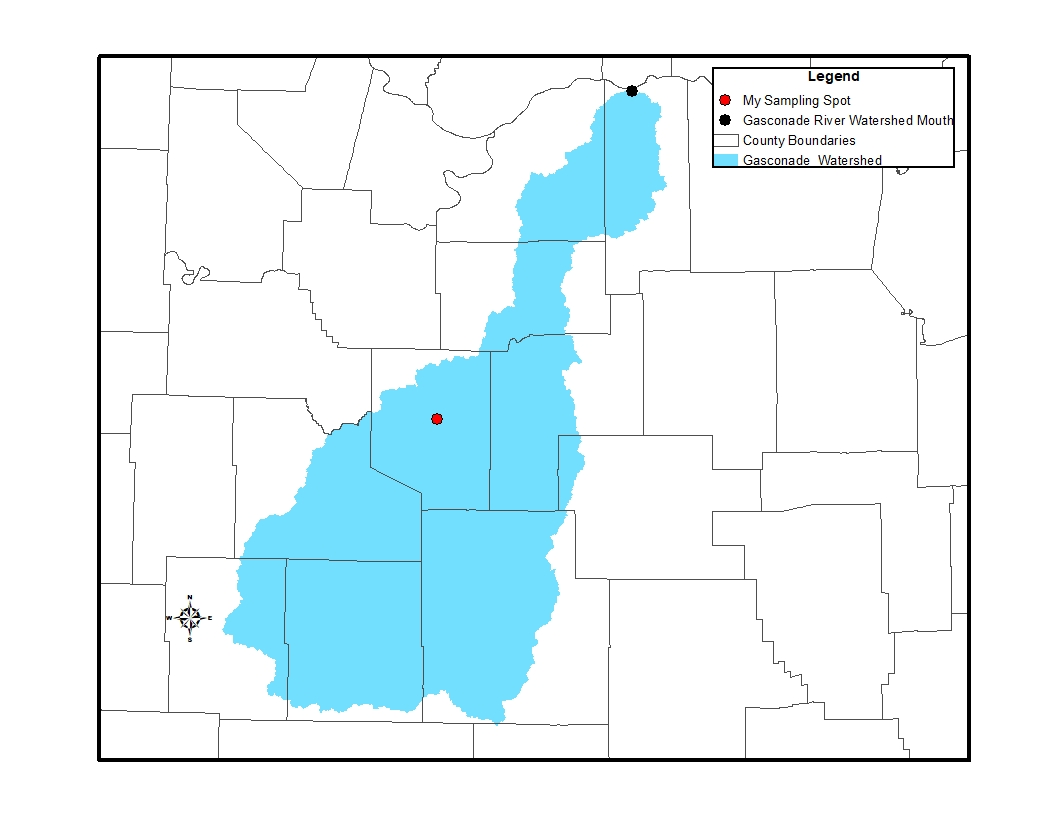 Legend
My Sampling Spot
Gasconade River Watershed Mouth
County Boundaries
Gasconade_Watershed
N
W E
S